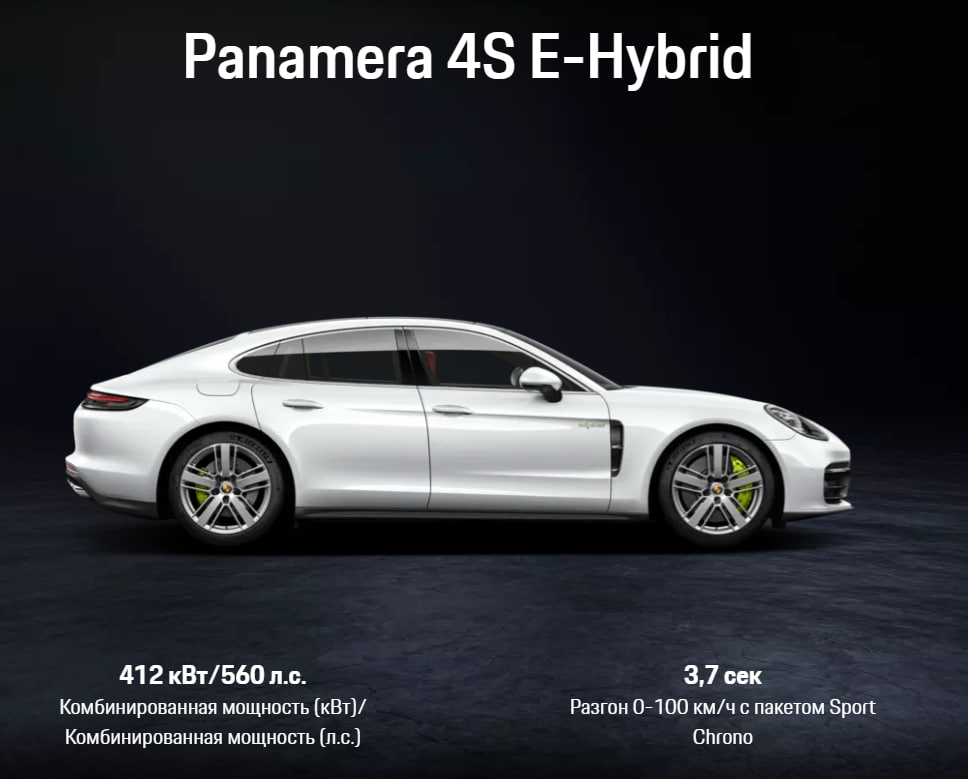 Panamera 4S E-Hybrid
412 кВт/560 л.с.
Комбинированная мощность (кВт)/
Комбинированная мощность (л.с.)
3,7 сек
Разгон 0-100 км/ч с пакетом Sport
Chrono